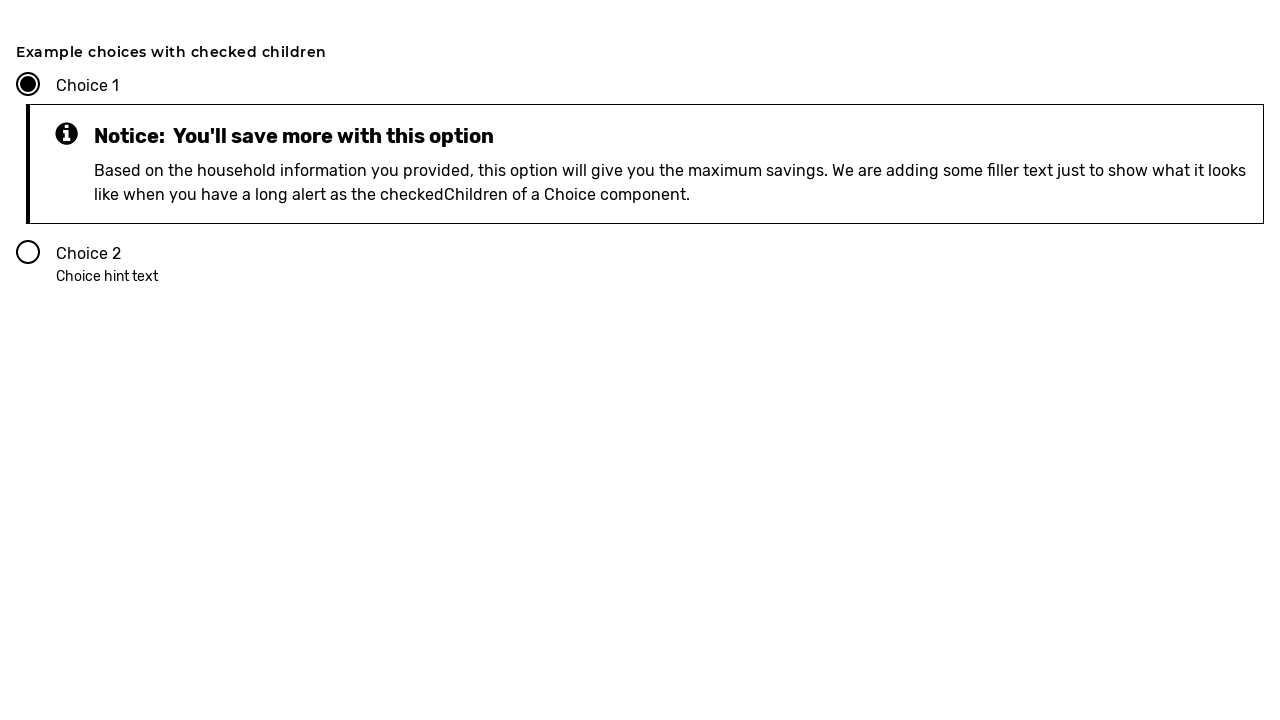 Example choices with checked children
Choice 1
Notice: You'll save more with this option
Based on the household information you provided, this option will give you the maximum savings. We are adding some filler text just to show what it looks
like when you have a long alert as the checkedChildren of a Choice component.
Choice 2
Choice hint text